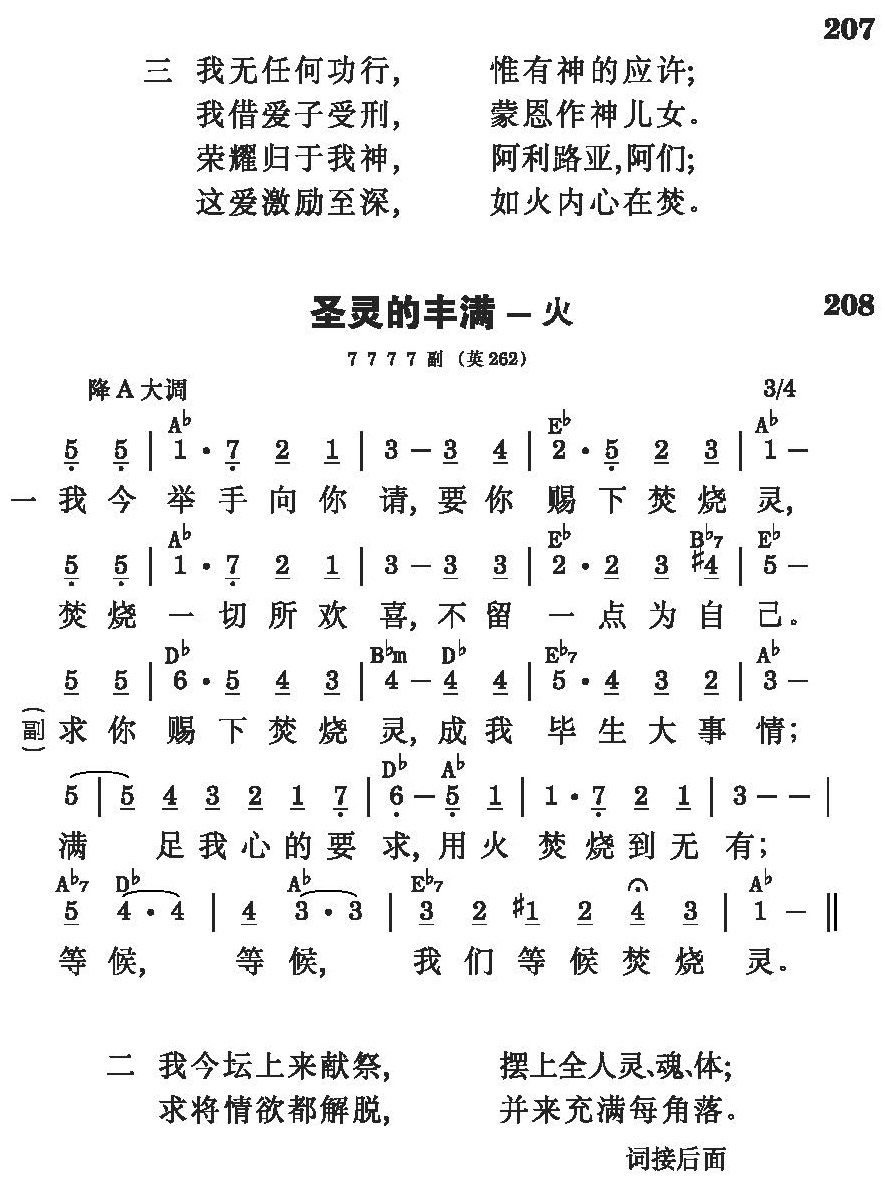 207
三 我无任何功行， 惟有神的应许；
我借爱子受刑， 蒙恩作神儿女。
荣耀归于我神， 阿利路亚，阿们；
这爱激励至深， 如火内心在焚。
圣灵的丰满 — 火 208
7 7 7 7 副 （英262）
降A大调 3/4
A♭ E♭ A♭
5 5 | 1 · 7 2 1 | 3 — 3 4 | 2 · 5 2 3 | 1 —
一 我今举手向你请，要你赐下焚烧灵，
A♭ E♭ B♭7 E♭
5 5 | 1 · 7 2 1 | 3 — 3 3 | 2 · 2 3 #4 | 5 —
焚烧一切所欢喜，不留一点为自己。
D♭ B♭m D♭ E♭7 A♭
5 5 | 6 · 5 4 3 | 4 — 4 4 | 5 · 4 3 2 | 3 —
（副） 求你赐下焚烧灵，成我毕生大事情；
D♭ A♭
5 | 5 4 3 2 1 7 | 6 — 5 1 | 1 · 7 2 1 | 3 — — |
满足我心的要求，用火焚烧到无有；
A♭7 D♭ A♭ E♭7 A♭
5 4 · 4 | 4 3 · 3 | 3 2 #1 2 4 3 | 1 — ‖
等候， 等候， 我们等候焚烧灵。
二 我今坛上来献祭， 摆上全人灵、魂、体；
求将情欲都解脱， 并来充满每角落。
词接后面